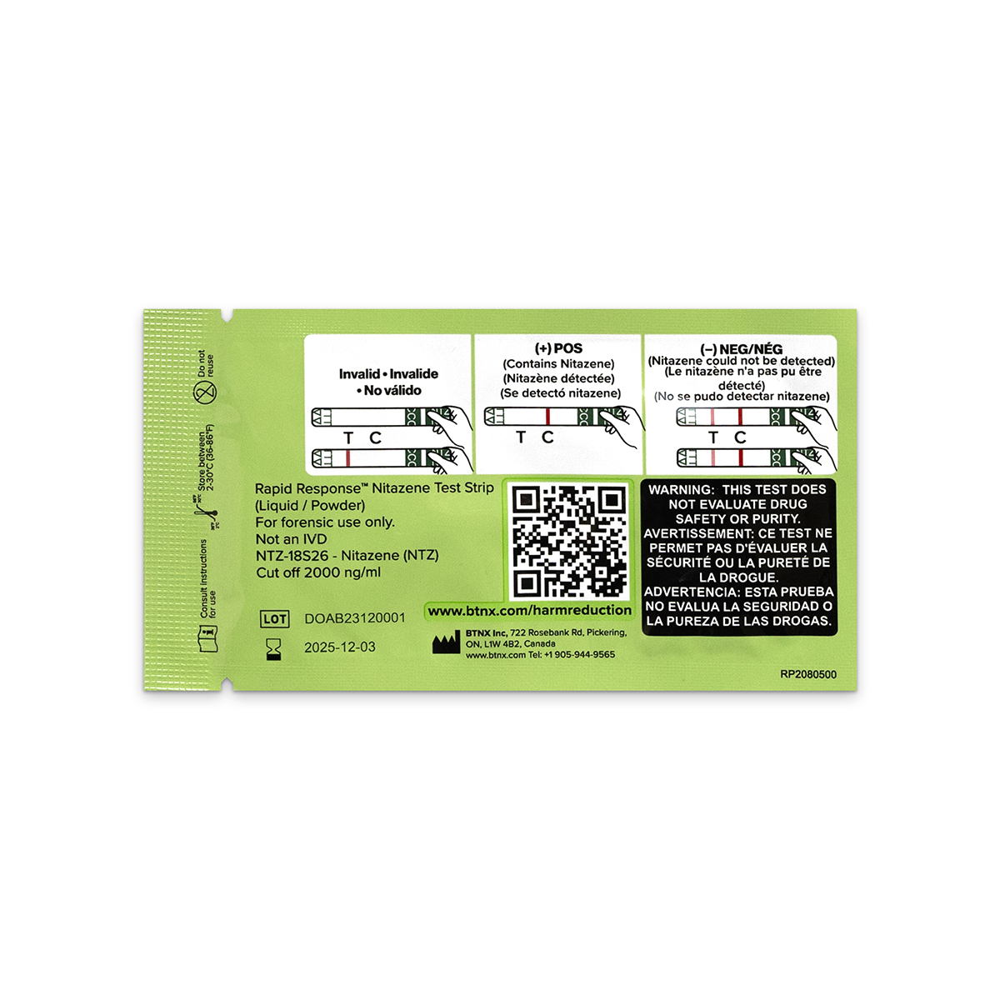 Do not
reuse
Store between
2-30°C (36-86°F)
86°F
30°C
36°F
2°C
Consult Instructions
for use
Invalid • Invalide
• No válido
T C
(+) POS
(Contains Nitazene)
(Nitazène détectée)
(Se detectó nitazene)
T C
(−) NEG/NÉG
(Nitazene could not be detected)
(Le nitazène n'a pas pu être
détecté)
(No se pudo detectar nitazene)
T C
Rapid Response™ Nitazene Test Strip
(Liquid / Powder)
For forensic use only.
Not an IVD
NTZ-18S26 - Nitazene (NTZ)
Cut off 2000 ng/ml
LOT DOAB23120001
2025-12-03
www.btnx.com/harmreduction
BTNX Inc, 722 Rosebank Rd, Pickering,
ON, L1W 4B2, Canada
www.btnx.com Tel: +1 905-944-9565
WARNING: THIS TEST DOES
NOT EVALUATE DRUG
SAFETY OR PURITY.
AVERTISSEMENT: CE TEST NE
PERMET PAS D'ÉVALUER LA
SÉCURITÉ OU LA PURETÉ DE
LA DROGUE.
ADVERTENCIA: ESTA PRUEBA
NO EVALUA LA SEGURIDAD O
LA PUREZA DE LAS DROGAS.
RP2080500